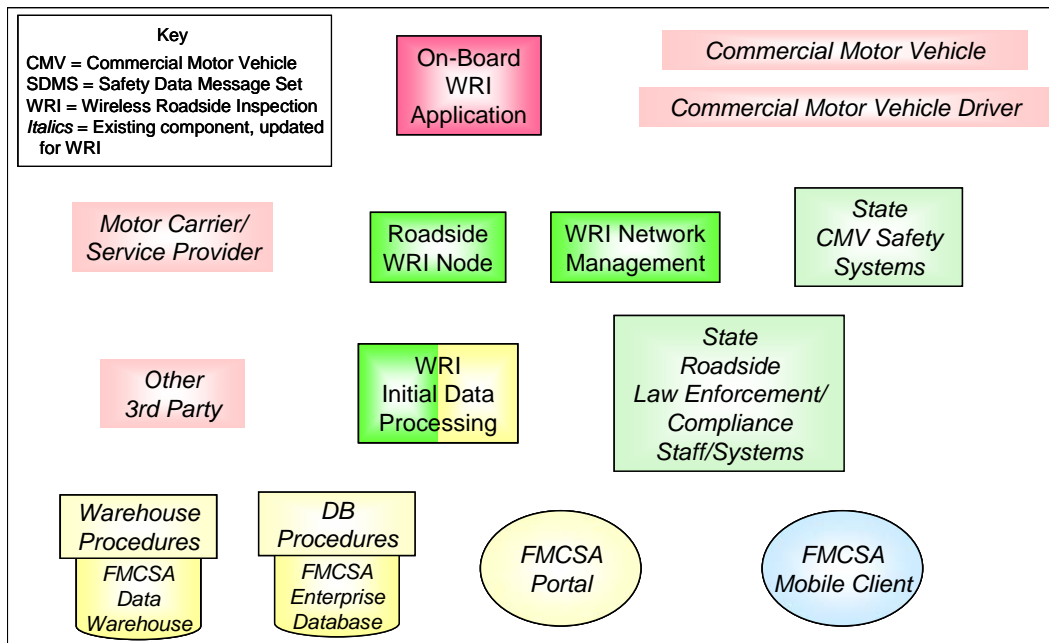 Key
CMV = Commercial Motor Vehicle
SDMS = Safety Data Message Set
WRI = Wireless Roadside Inspection
Italics = Existing component, updated
for WRI
On-Board
WRI
Application
Commercial Motor Vehicle
Commercial Motor Vehicle Driver
Motor Carrier/
Service Provider
Roadside
WRI Node
WRI Network
Management
State
CMV Safety
Systems
Other
3rd Party
WRI
Initial Data
Processing
State
Roadside
Law Enforcement/
Compliance
Staff/Systems
Warehouse
Procedures
FMCSA
Data
Warehouse
DB
Procedures
FMCSA
Enterprise
Database
FMCSA
Portal
FMCSA
Mobile Client